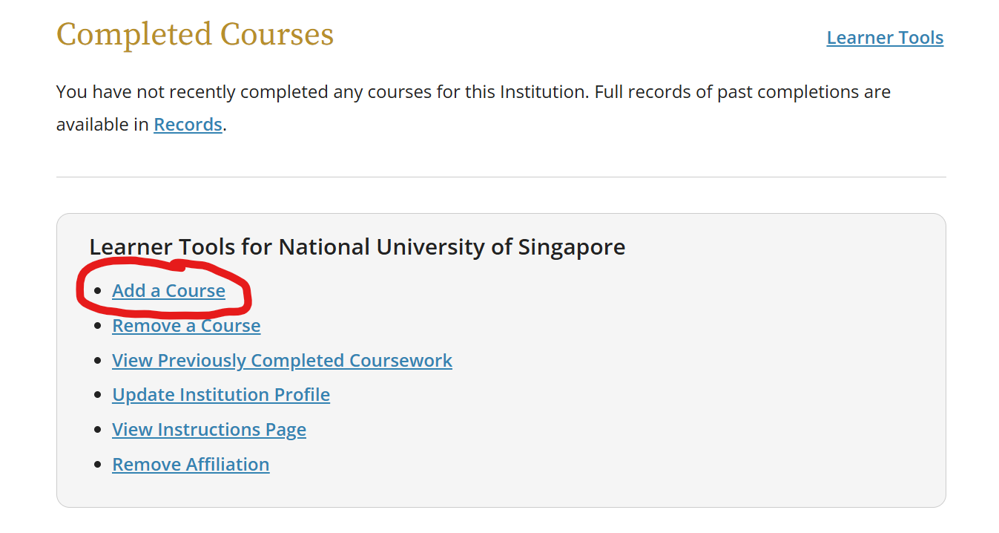 Completed Courses
Learner Tools
You have not recently completed any courses for this Institution. Full records of past completions are
available in Records.
Learner Tools for National University of Singapore
Add a Course
Remove a Course
View Previously Completed Coursework
Update Institution Profile
View Instructions Page
Remove Affiliation